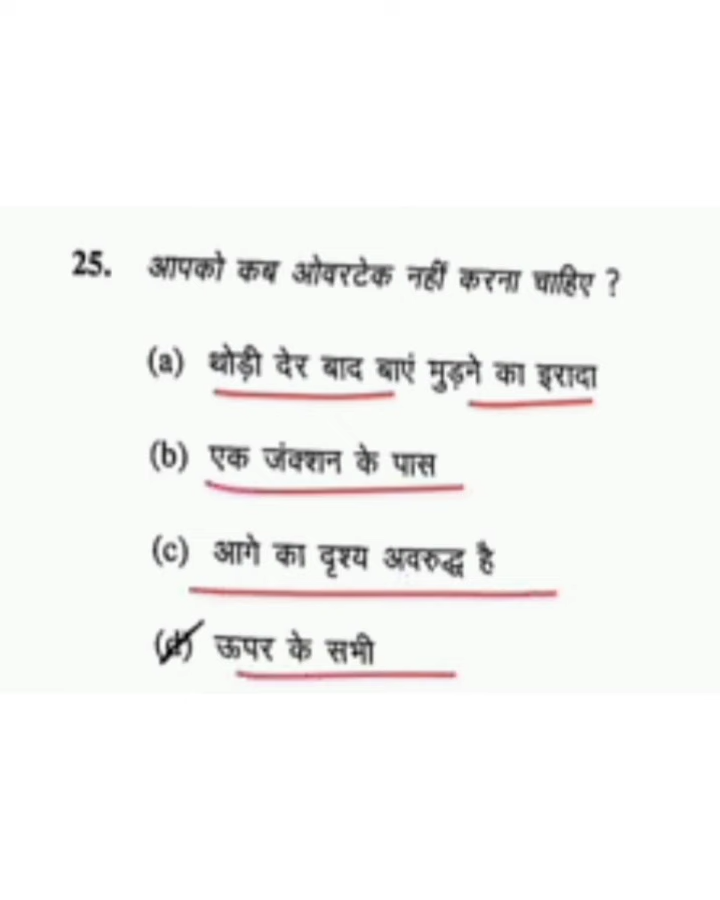 25. आपको कब ओवरटेक नहीं करना चाहिए ?
(a) थोड़ी देर बाद बाएं मुड़ने का इरादा
(b) एक जंक्शन के पास
(c) आगे का दृश्य अवरुद्ध है
(d) ऊपर के सभी